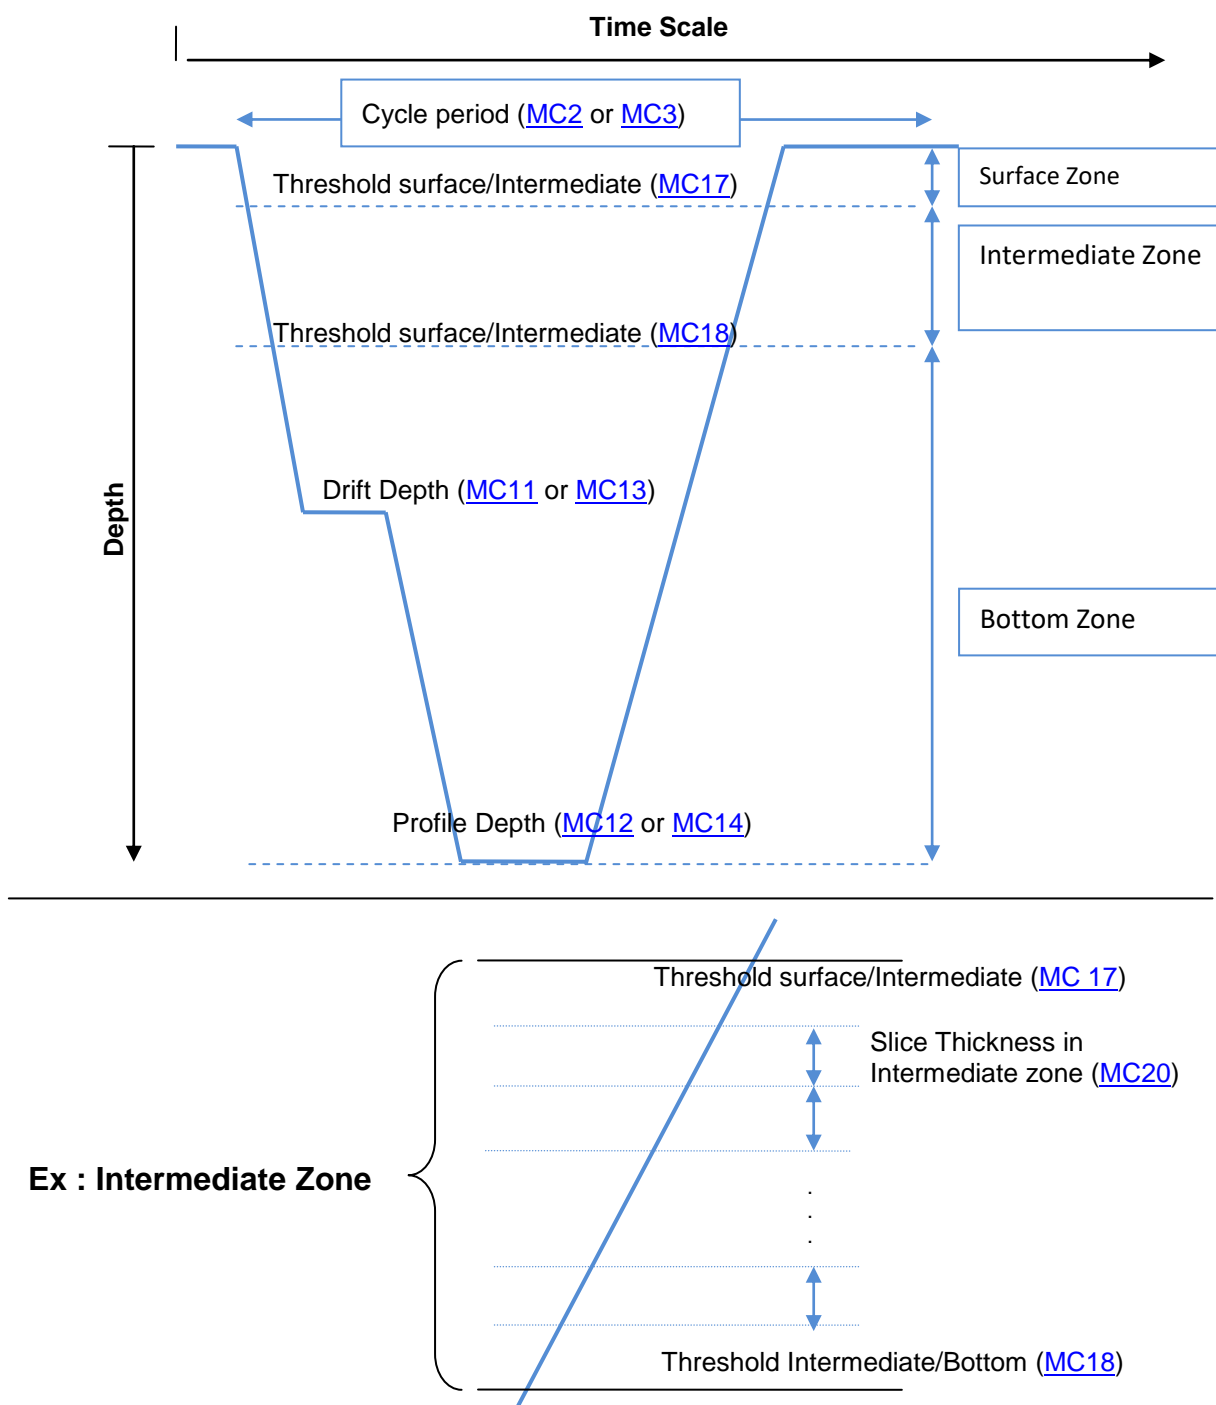 Time Scale
Cycle period (MC2 or MC3)
Threshold surface/Intermediate (MC17)
Surface Zone
Intermediate Zone
Threshold surface/Intermediate (MC18)
Drift Depth (MC11 or MC13)
Depth
Bottom Zone
Profile Depth (MC12 or MC14)
Threshold surface/Intermediate (MC 17)
Slice Thickness in
Intermediate zone (MC20)
Ex : Intermediate Zone
.
.
.
Threshold Intermediate/Bottom (MC18)